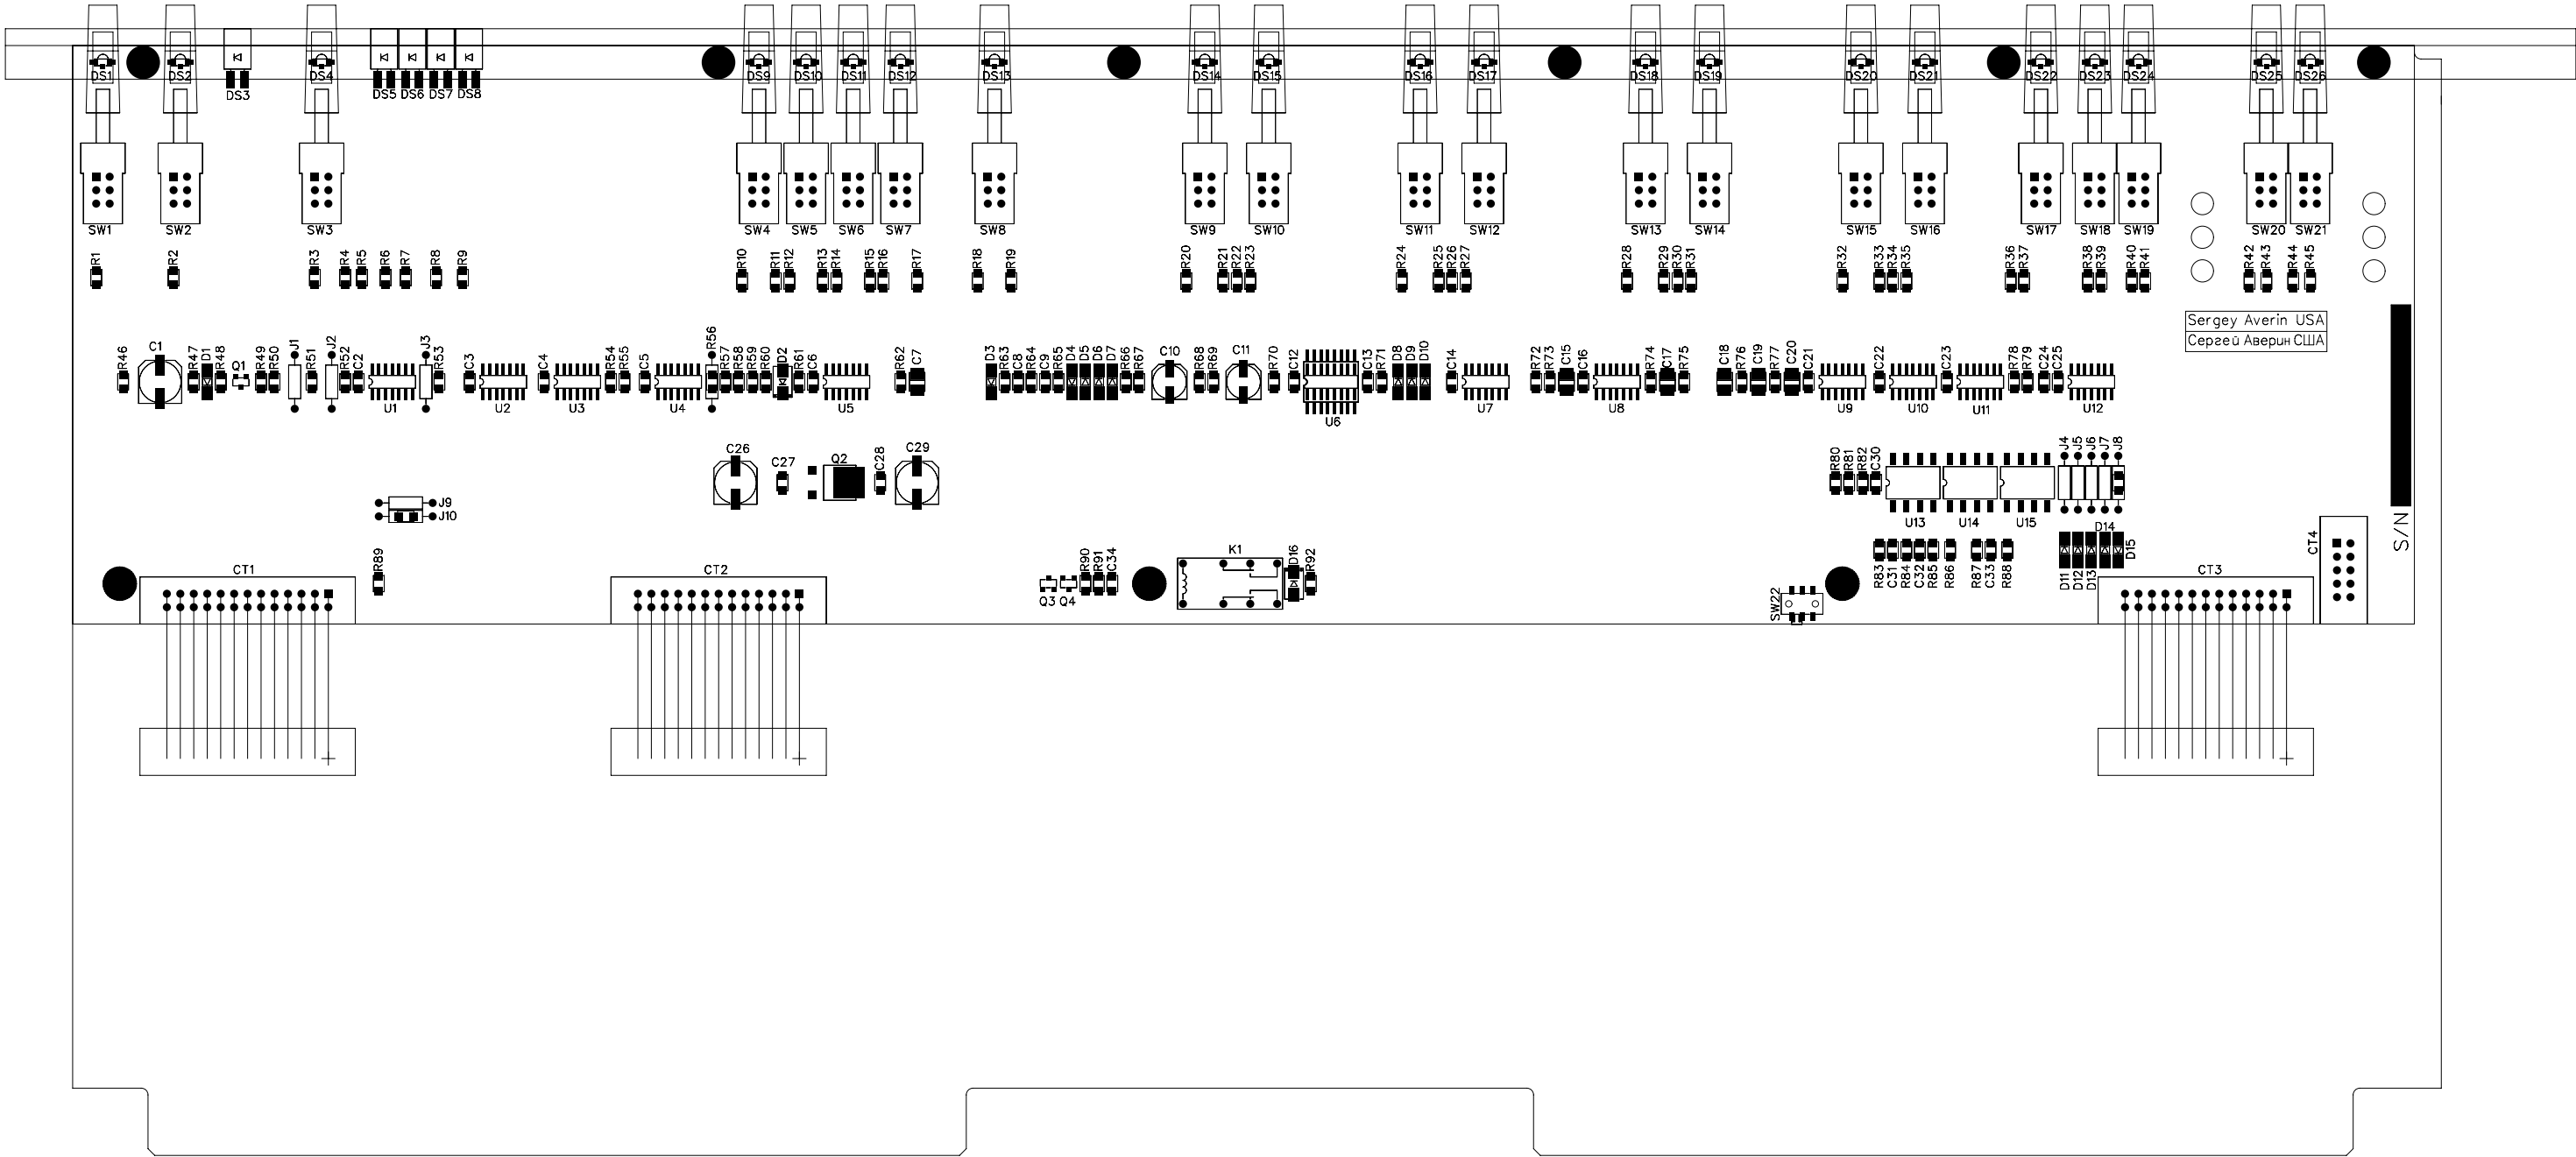 DS1 DS2 DS3 DS4 DS5 DS6 DS7 DS8 DS9 DS10 DS11 DS12 DS13 DS14 DS15 DS16 DS17 DS18 DS19 DS20 DS21 DS22 DS23 DS24 DS25 DS26
SW1 SW2 SW3 SW4 SW5 SW6 SW7 SW8 SW9 SW10 SW11 SW12 SW13 SW14 SW15 SW16 SW17 SW18 SW19 SW20 SW21
R1 R2 R3 R4 R5 R6 R7 R8 R9 R10 R11 R12 R13 R14 R15 R16 R17 R18 R19 R20 R21 R22 R23 R24 R25 R26 R27 R28 R29 R30 R31 R32 R33 R34 R35 R36 R37 R38 R39 R40 R41 R42 R43 R44 R45
Sergey Averin USA
Сергей Аверин США
R46 C1 R47 D1 R48 Q1 R49 R50 J1 R51 J2 R52 C2 J3 R53 C3 C4 R54 R55 C5 R56 R57 R58 R59 R60 D2 R61 C6 R62 C7 D3 R63 C8 R64 C9 R65 D4 D5 D6 D7 R66 R67 C10 R68 R69 C11 R70 C12 C13 R71 D8 D9 D10 C14 R72 R73 C15 C16 R74 C17 R75 C18 R76 C19 R77 C20 C21 C22 C23 R78 R79 C24 C25
U1 U2 U3 U4 U5 U6 U7 U8 U9 U10 U11 U12
C26 C27 Q2 C28 C29 R80 R81 R82 C30 J4 J5 J6 J7 J8
J9
J10
U13 U14 U15
S/N
R89 Q3 Q4 R90 R91 C34 K1 D16 R92 SW22 R83 C31 R84 C32 R85 R86 R87 C33 R88 D11 D12 D13 D14 D15 CT4
CT1 CT2 CT3